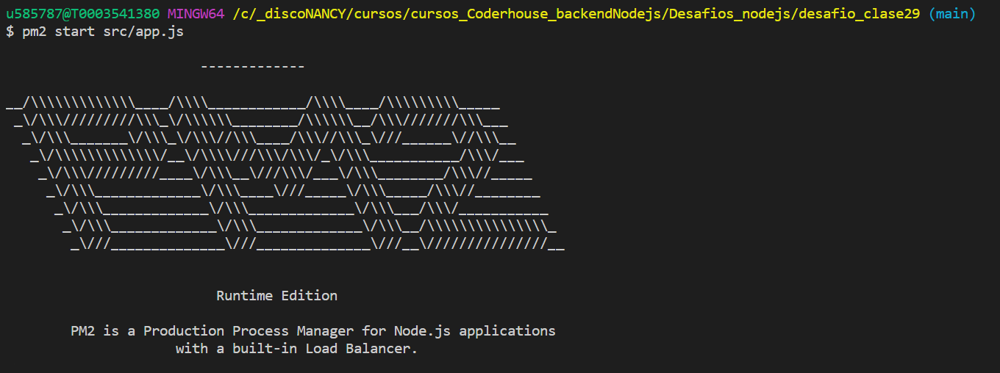 u585787@T0003541380 MINGW64 /c/_discoNANCY/cursos/cursos_Coderhouse_backendNodejs/Desafios_nodejs/desafio_clase29 (main)
$ pm2 start src/app.js
-------------
__/\\\\\\\\\\\\\____/\\\\____________/\\\\____/\\\\\\\\\_____
_\/\\\/////////\\\_\/\\\\\\________/\\\\\\__/\\\///////\\\___
_\/\\\_______\/\\\_\/\\\//\\\____/\\\//\\\_\///______\//\\\__
_\/\\\\\\\\\\\\\/__\/\\\\///\\\/\\\/_\/\\\___________/\\\/___
_\/\\\/////////____\/\\\__\///\\\/___\/\\\________/\\\//_____
_\/\\\_____________\/\\\____\///_____\/\\\_____/\\\//________
_\/\\\_____________\/\\\_____________\/\\\___/\\\/___________
_\/\\\_____________\/\\\_____________\/\\\__/\\\\\\\\\\\\\\\_
_\///______________\///______________\///__\///////////////__
Runtime Edition
PM2 is a Production Process Manager for Node.js applications
with a built-in Load Balancer.